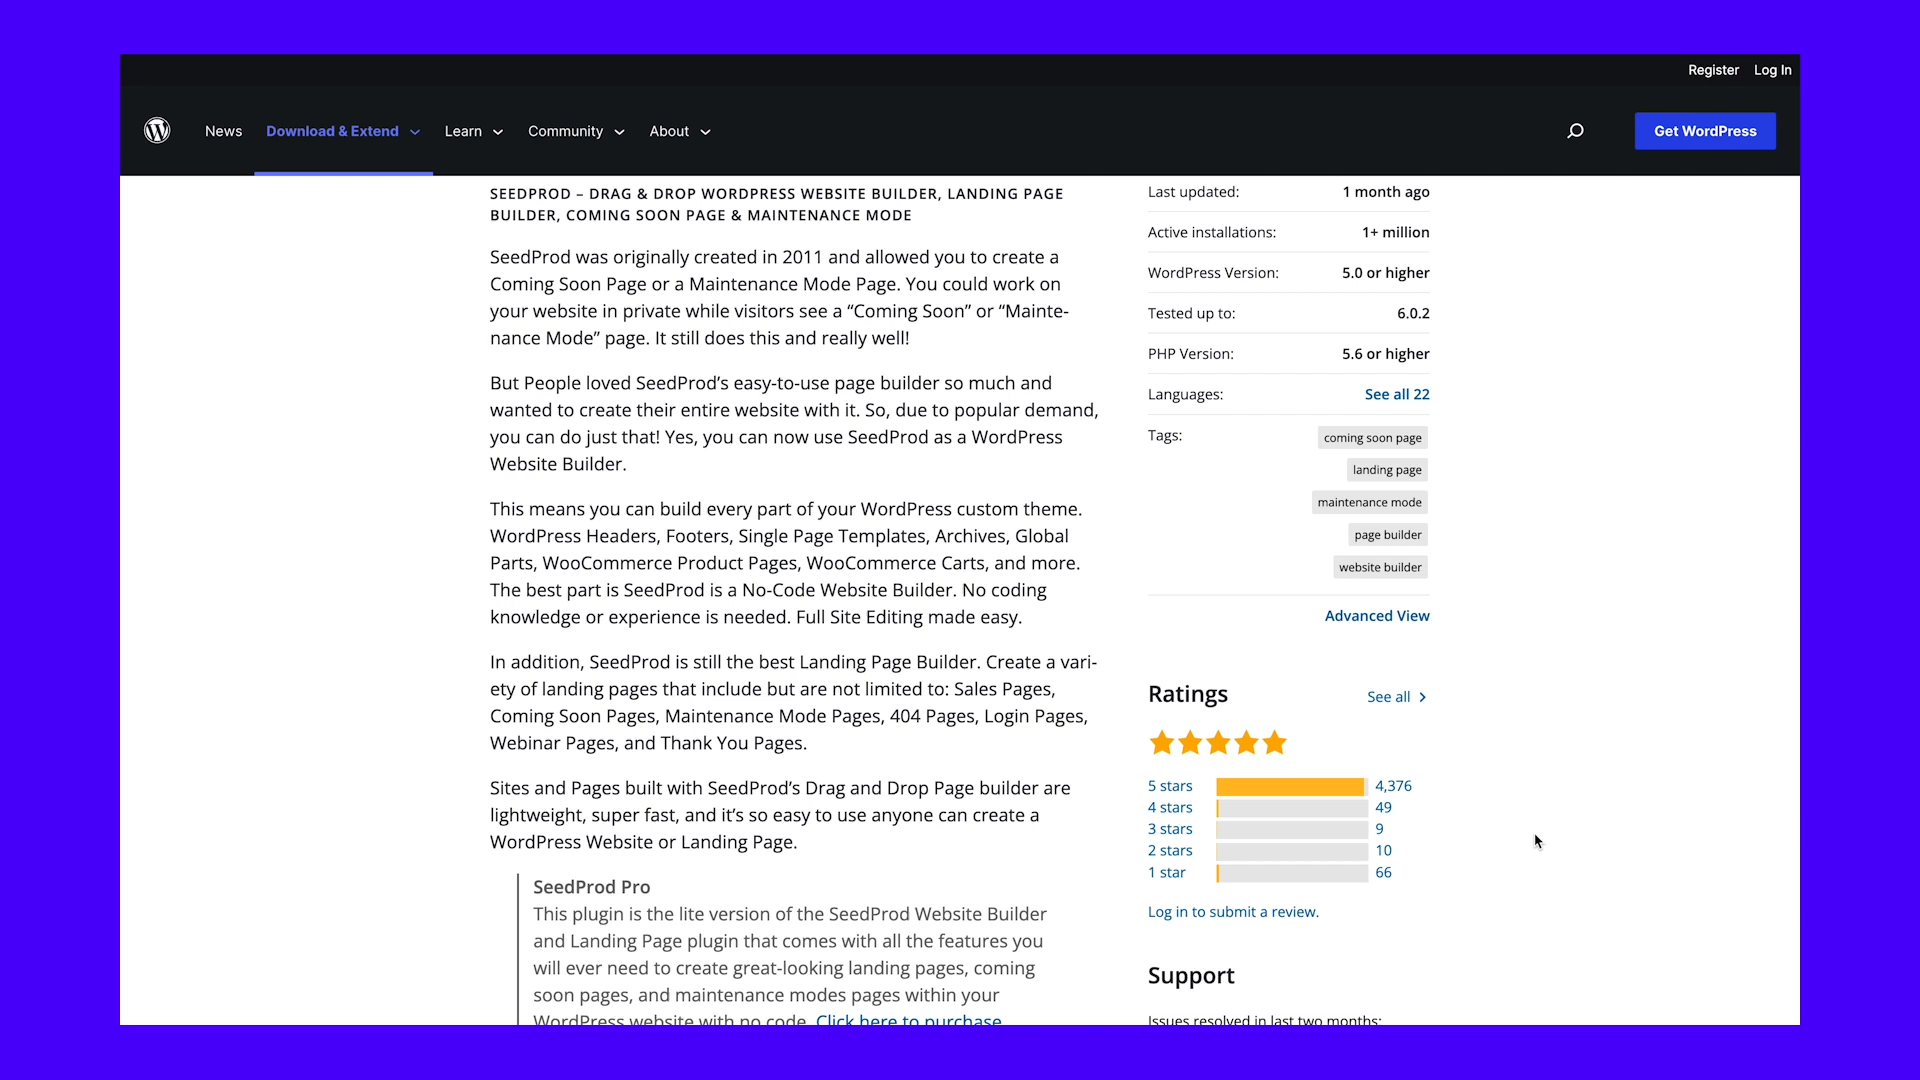 Register Log In
News Download & Extend Learn Community About Get WordPress
SEEDPROD – DRAG & DROP WORDPRESS WEBSITE BUILDER, LANDING PAGE
BUILDER, COMING SOON PAGE & MAINTENANCE MODE
SeedProd was originally created in 2011 and allowed you to create a
Coming Soon Page or a Maintenance Mode Page. You could work on
your website in private while visitors see a “Coming Soon” or “Mainte-
nance Mode” page. It still does this and really well!
But People loved SeedProd’s easy-to-use page builder so much and
wanted to create their entire website with it. So, due to popular demand,
you can do just that! Yes, you can now use SeedProd as a WordPress
Website Builder.
This means you can build every part of your WordPress custom theme.
WordPress Headers, Footers, Single Page Templates, Archives, Global
Parts, WooCommerce Product Pages, WooCommerce Carts, and more.
The best part is SeedProd is a No-Code Website Builder. No coding
knowledge or experience is needed. Full Site Editing made easy.
In addition, SeedProd is still the best Landing Page Builder. Create a vari-
ety of landing pages that include but are not limited to: Sales Pages,
Coming Soon Pages, Maintenance Mode Pages, 404 Pages, Login Pages,
Webinar Pages, and Thank You Pages.
Sites and Pages built with SeedProd’s Drag and Drop Page builder are
lightweight, super fast, and it’s so easy to use anyone can create a
WordPress Website or Landing Page.
SeedProd Pro
This plugin is the lite version of the SeedProd Website Builder
and Landing Page plugin that comes with all the features you
will ever need to create great-looking landing pages, coming
soon pages, and maintenance modes pages within your
WordPress website with no code. Click here to purchase
Last updated: 1 month ago
Active installations: 1+ million
WordPress Version: 5.0 or higher
Tested up to: 6.0.2
PHP Version: 5.6 or higher
Languages: See all 22
Tags: coming soon page
landing page
maintenance mode
page builder
website builder
Advanced View
Ratings See all
5 stars 4,376
4 stars 49
3 stars 9
2 stars 10
1 star 66
Log in to submit a review.
Support
Issues resolved in last two months: